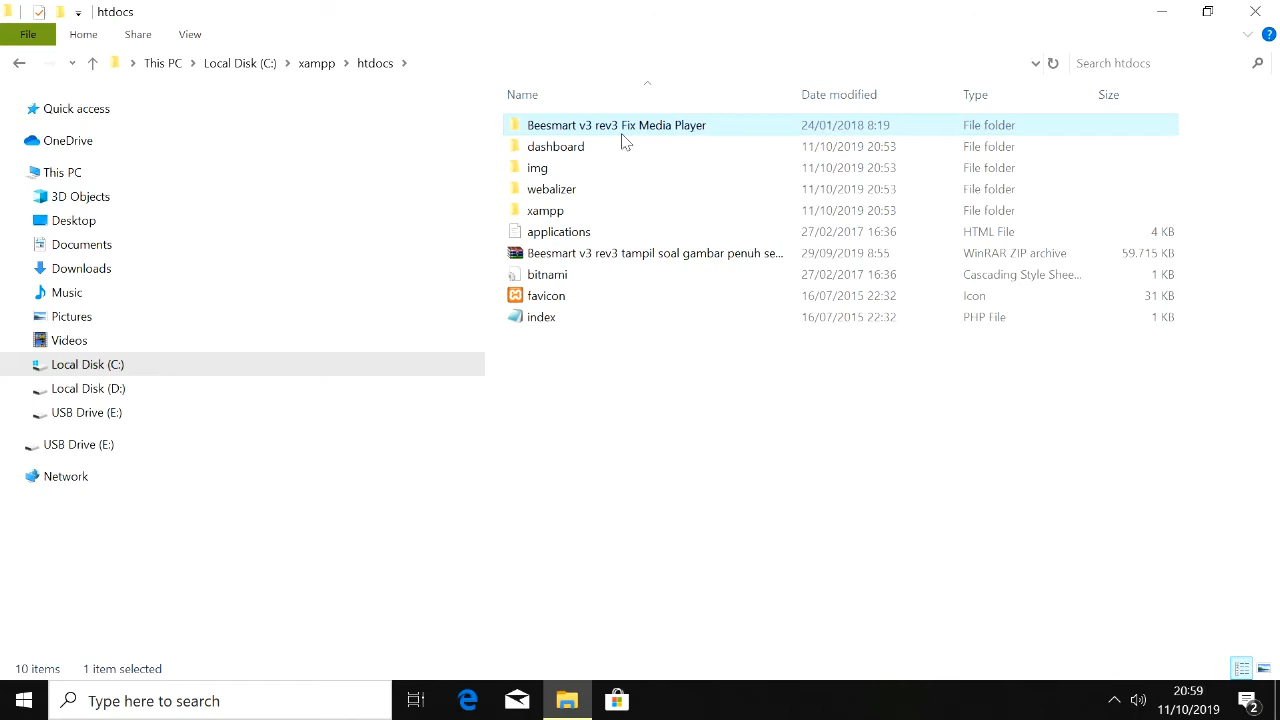 htdocs
File Home Share View
This PC Local Disk (C:) xampp htdocs Search htdocs
Name Date modified Type Size
Quick access
OneDrive
This PC
3D Objects
Desktop
Documents
Downloads
Music
Pictures
Videos
Local Disk (C:)
Local Disk (D:)
USB Drive (E:)
USB Drive (E:)
Network
Beesmart v3 rev3 Fix Media Player 24/01/2018 8:19 File folder
dashboard 11/10/2019 20:53 File folder
img 11/10/2019 20:53 File folder
webalizer 11/10/2019 20:53 File folder
xampp 11/10/2019 20:53 File folder
applications 27/02/2017 16:36 HTML File 4 KB
Beesmart v3 rev3 tampil soal gambar penuh se... 29/09/2019 8:55 WinRAR ZIP archive 59.715 KB
bitnami 27/02/2017 16:36 Cascading Style Shee... 1 KB
favicon 16/07/2015 22:32 Icon 31 KB
index 16/07/2015 22:32 PHP File 1 KB
10 items 1 item selected
Type here to search
20:59
11/10/2019
2